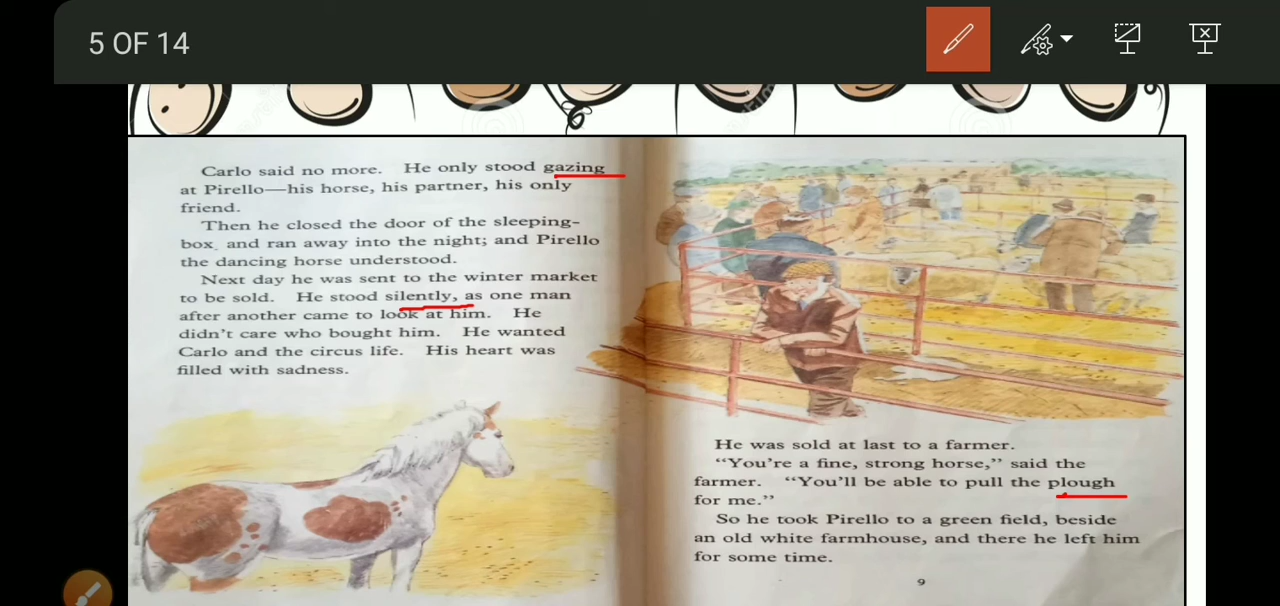 5 OF 14
Carlo said no more. He only stood gazing
at Pirello—his horse, his partner, his only
friend.
Then he closed the door of the sleeping-
box and ran away into the night; and Pirello
the dancing horse understood.
Next day he was sent to the winter market
to be sold. He stood silently, as one man
after another came to look at him. He
didn't care who bought him. He wanted
Carlo and the circus life. His heart was
filled with sadness.
He was sold at last to a farmer.
"You're a fine, strong horse," said the
farmer. "You'll be able to pull the plough
for me."
So he took Pirello to a green field, beside
an old white farmhouse, and there he left him
for some time.
9